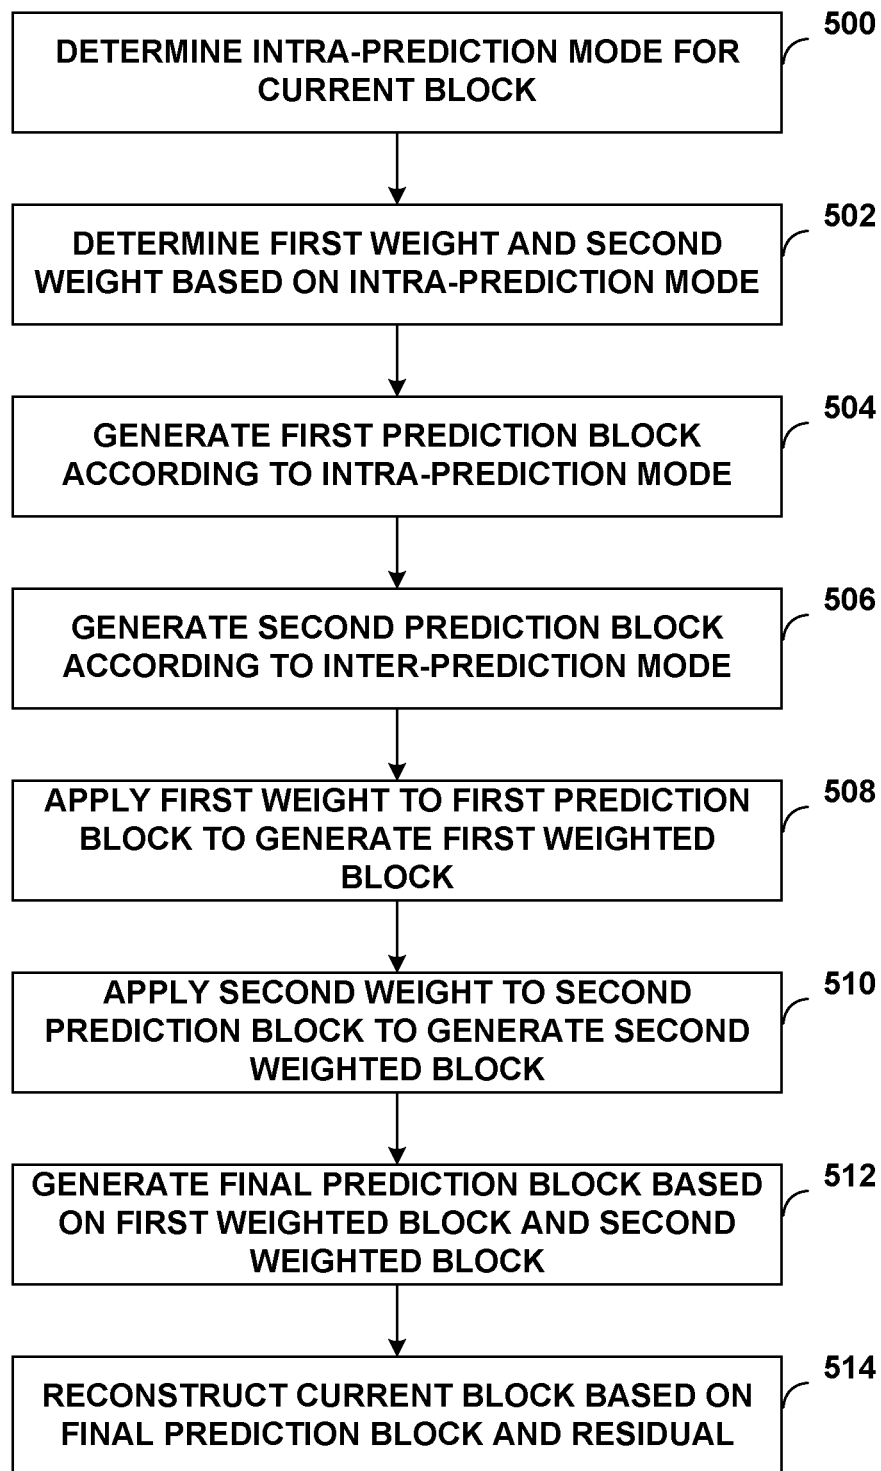 500
DETERMINE INTRA-PREDICTION MODE FOR
CURRENT BLOCK
502
DETERMINE FIRST WEIGHT AND SECOND
WEIGHT BASED ON INTRA-PREDICTION MODE
504
GENERATE FIRST PREDICTION BLOCK
ACCORDING TO INTRA-PREDICTION MODE
506
GENERATE SECOND PREDICTION BLOCK
ACCORDING TO INTER-PREDICTION MODE
508
APPLY FIRST WEIGHT TO FIRST PREDICTION
BLOCK TO GENERATE FIRST WEIGHTED
BLOCK
510
APPLY SECOND WEIGHT TO SECOND
PREDICTION BLOCK TO GENERATE SECOND
WEIGHTED BLOCK
512
GENERATE FINAL PREDICTION BLOCK BASED
ON FIRST WEIGHTED BLOCK AND SECOND
WEIGHTED BLOCK
514
RECONSTRUCT CURRENT BLOCK BASED ON
FINAL PREDICTION BLOCK AND RESIDUAL